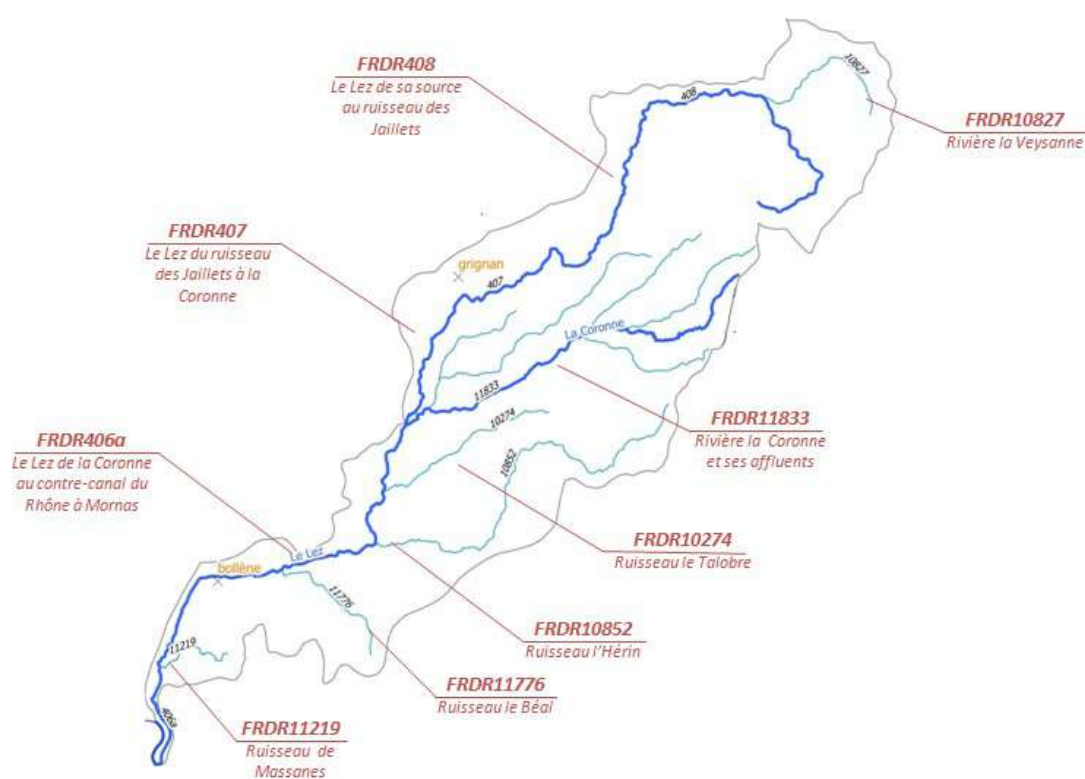 FRDR408
Le Lez de sa source
au ruisseau des
Jaillets
10827
408
FRDR10827
Rivière la Veysanne
FRDR407
Le Lez du ruisseau
des Jaillets à la
Coronne
grignan
407
La Coronne
11833
FRDR11833
Rivière la Coronne
et ses affluents
10274
10852
FRDR406a
Le Lez de la Coronne
au contre-canal du
Rhône à Mornas
Le Lez
bollène
FRDR10274
Ruisseau le Talobre
11776
FRDR10852
Ruisseau l'Hérin
11219
FRDR11776
Ruisseau le Béal
406a
FRDR11219
Ruisseau de
Massanes